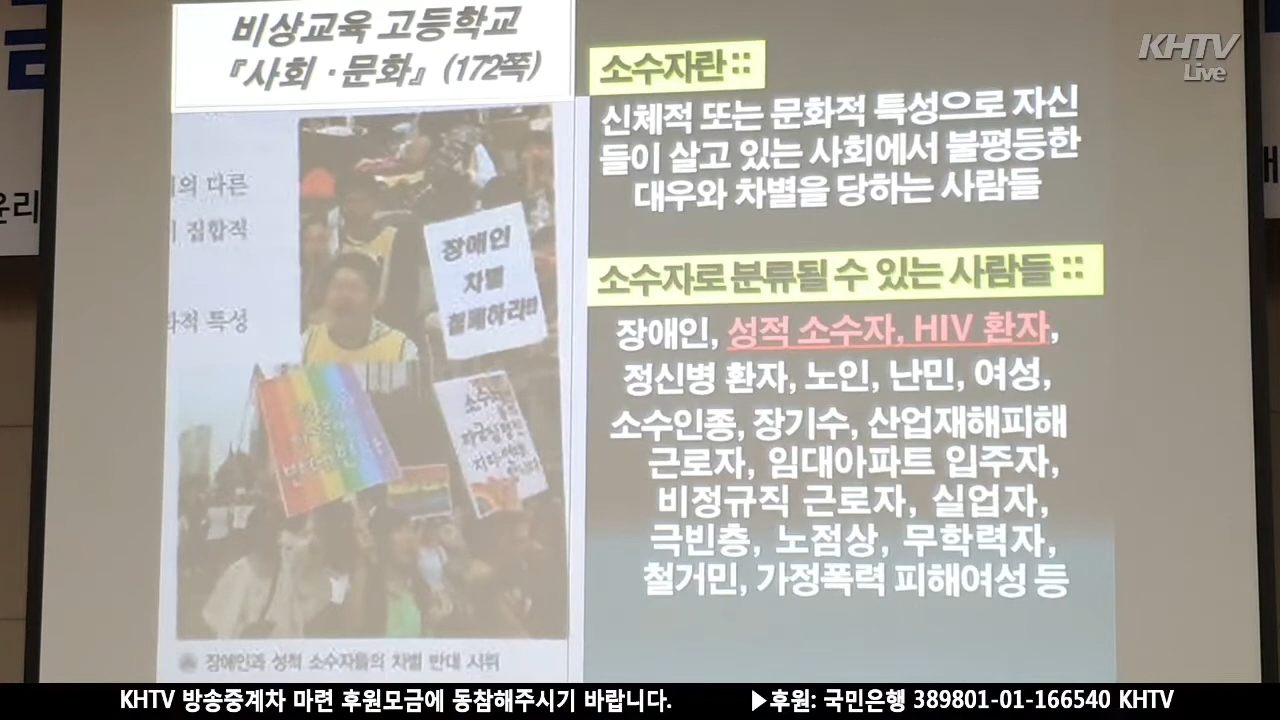 비상교육 고등학교
『사회·문화』 (172쪽)
의 다른
집합적
특성
장애인
차별
철폐하라!!!
장애인과 성적 소수자들의 차별 반대 시위
소수자란 ::
신체적 또는 문화적 특성으로 자신
들이 살고 있는 사회에서 불평등한
대우와 차별을 당하는 사람들
소수자로 분류될 수 있는 사람들 ::
장애인, 성적 소수자, HIV 환자,
정신병 환자, 노인, 난민, 여성,
소수인종, 장기수, 산업재해피해
근로자, 임대아파트 입주자,
비정규직 근로자, 실업자,
극빈층, 노점상, 무학력자,
철거민, 가정폭력 피해여성 등
KHTV
Live
KHTV 방송중계차 마련 후원모금에 동참해주시기 바랍니다. ▶후원: 국민은행 389801-01-166540 KHTV